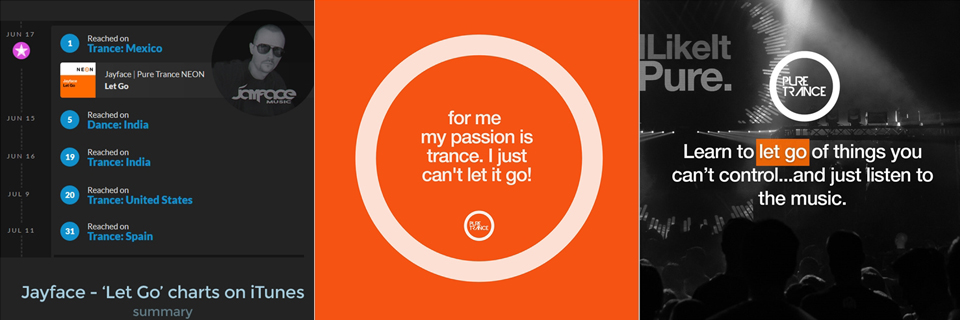 JUN 17
1
Reached on
Trance: Mexico
NEON
Jayface
Let Go
Jayface | Pure Trance NEON
Let Go
jayface
MUSIC
JUN 15
5
Reached on
Dance: India
JUN 16
19
Reached on
Trance: India
JUL 9
20
Reached on
Trance: United States
JUL 11
31
Reached on
Trance: Spain
Jayface - ‘Let Go’ charts on iTunes
summary
for me
my passion is
trance. I just
can't let it go!
PURE
TRANCE
ILikeIt
Pure.
PURE
TRANCE
Learn to let go of things you
can’t control...and just listen to
the music.